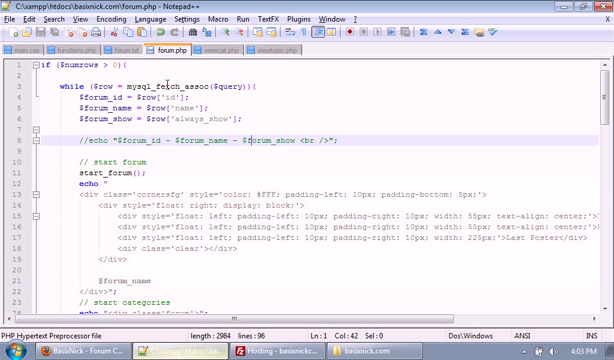 C:\xampp\htdocs\basixnick.com\forum.php - Notepad++
File Edit Search View Encoding Language Settings Macro Run TextFX Plugins Window ?
main.css functions.php forum.txt forum.php viewcat.php viewtopic.php
1 if ($numrows > 0){
2
3 while ($row = mysql_fetch_assoc($query)){
4 $forum_id = $row['id'];
5 $forum_name = $row['name'];
6 $forum_show = $row['always_show'];
7
8 //echo "$forum_id - $forum_name - $forum_show <br />";
9
10 // start forum
11 start_forum();
12 echo "
13 <div class='cornersfg' style='color: #FFF; padding-left: 10px; padding-bottom: 5px;'>
14 <div style='float: right; display: block;'>
15 <div style='float: left; padding-left: 10px; padding-right: 10px; width: 55px; text-align: center;'>
16 <div style='float: left; padding-left: 10px; padding-right: 10px; width: 55px; text-align: center;'>
17 <div style='float: left; padding-left: 10px; padding-right: 10px; width: 225px;'>Last Poster</div>
18 <div class='clear'></div>
19 </div>
20
21 $forum_name
22 </div>";
23 // start categories
24 echo "<div class='forum'>";
PHP Hypertext Preprocessor file length : 2984 lines : 96 Ln : 1 Col : 42 Sel : 0 Dos\Windows ANSI INS
BasixNick - Forum C... C:\xampp\htdocs\ba... Hosting - basixnickc... basixnick.com 4:03 PM